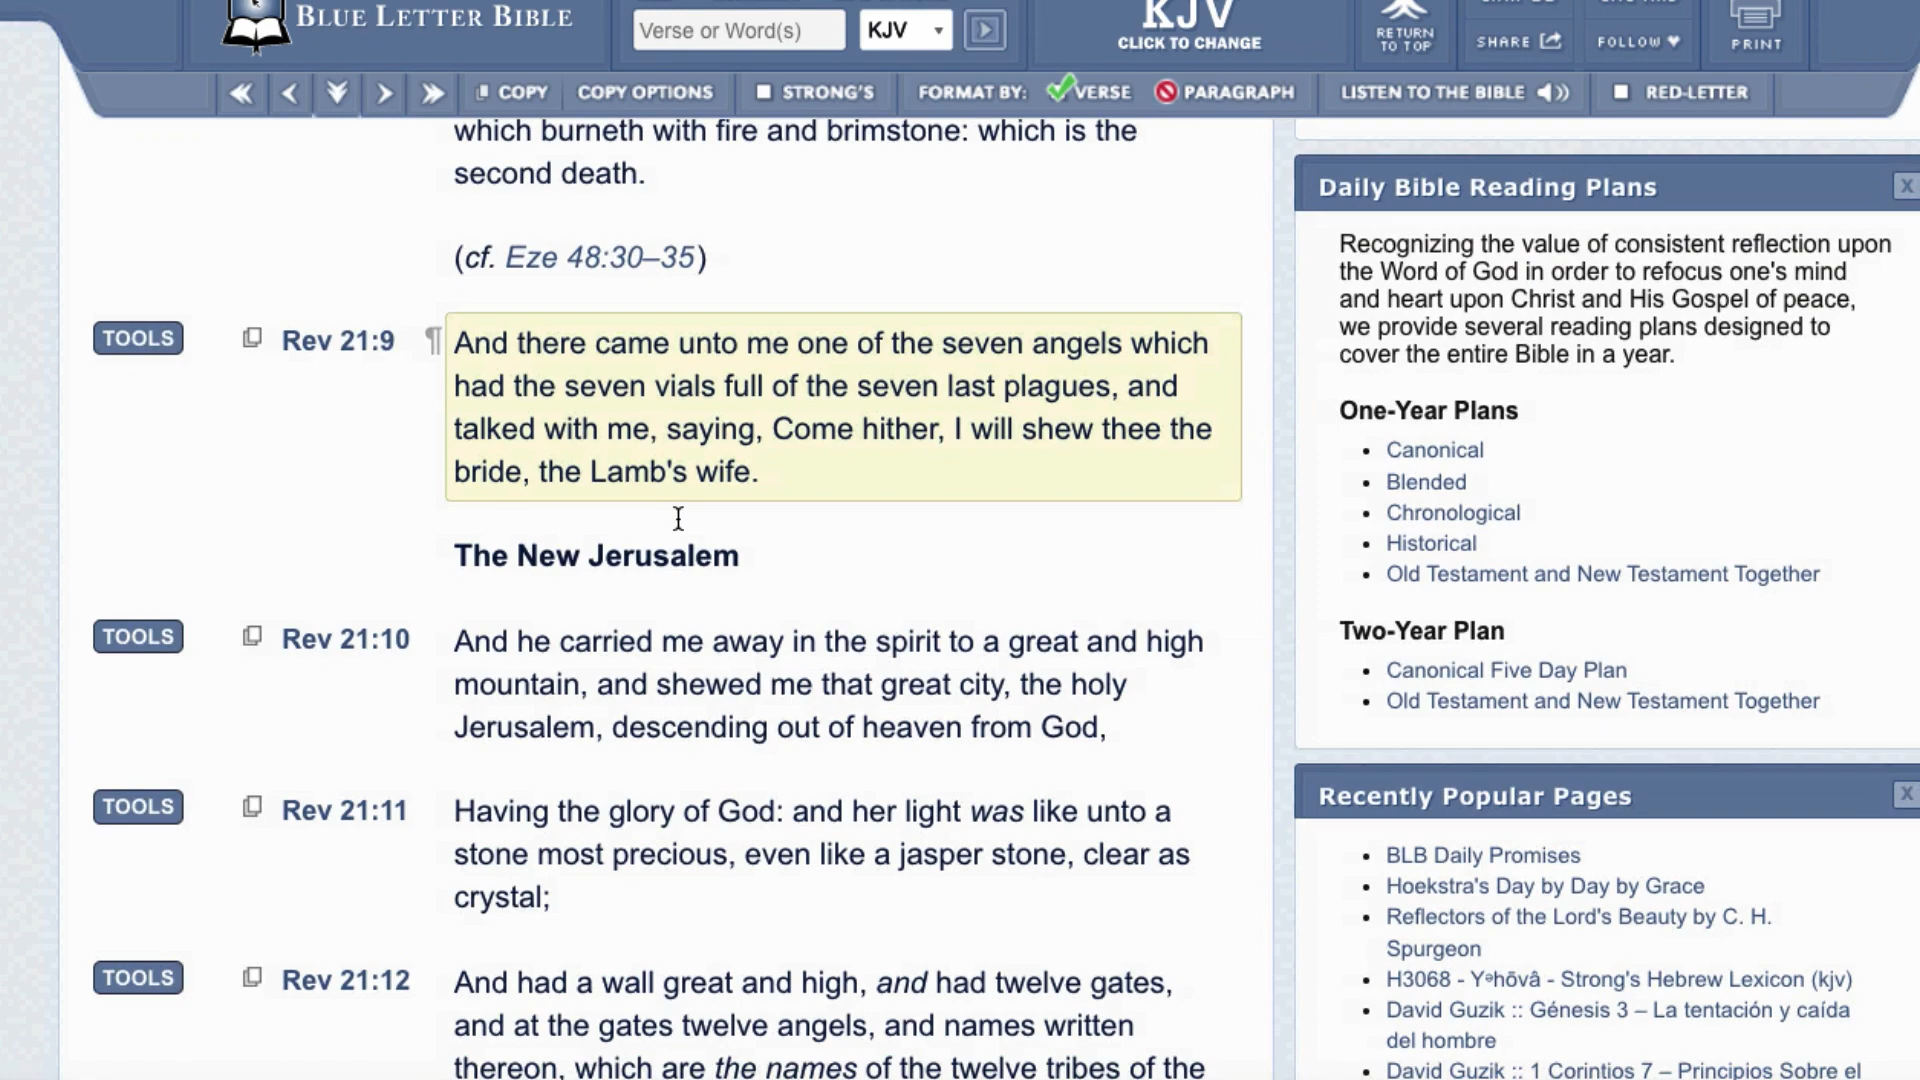 BLUE LETTER BIBLE
Verse or Word(s)
KJV
KJV
CLICK TO CHANGE
RETURN
TO TOP
SHARE
FOLLOW
PRINT
COPY
COPY OPTIONS
STRONG'S
FORMAT BY:
VERSE
PARAGRAPH
LISTEN TO THE BIBLE
RED-LETTER
which burneth with fire and brimstone: which is the
second death.
(cf. Eze 48:30–35)
TOOLS
Rev 21:9
¶ And there came unto me one of the seven angels which
had the seven vials full of the seven last plagues, and
talked with me, saying, Come hither, I will shew thee the
bride, the Lamb's wife.
The New Jerusalem
TOOLS
Rev 21:10
And he carried me away in the spirit to a great and high
mountain, and shewed me that great city, the holy
Jerusalem, descending out of heaven from God,
TOOLS
Rev 21:11
Having the glory of God: and her light was like unto a
stone most precious, even like a jasper stone, clear as
crystal;
TOOLS
Rev 21:12
And had a wall great and high, and had twelve gates,
and at the gates twelve angels, and names written
thereon, which are the names of the twelve tribes of the
Daily Bible Reading Plans
X
Recognizing the value of consistent reflection upon
the Word of God in order to refocus one's mind
and heart upon Christ and His Gospel of peace,
we provide several reading plans designed to
cover the entire Bible in a year.
One-Year Plans
• Canonical
• Blended
• Chronological
• Historical
• Old Testament and New Testament Together
Two-Year Plan
• Canonical Five Day Plan
• Old Testament and New Testament Together
Recently Popular Pages
X
• BLB Daily Promises
• Hoekstra's Day by Day by Grace
• Reflectors of the Lord's Beauty by C. H.
Spurgeon
• H3068 - Yᵊhōvâ - Strong's Hebrew Lexicon (kjv)
• David Guzik :: Génesis 3 – La tentación y caída
del hombre
• David Guzik :: 1 Corintios 7 – Principios Sobre el